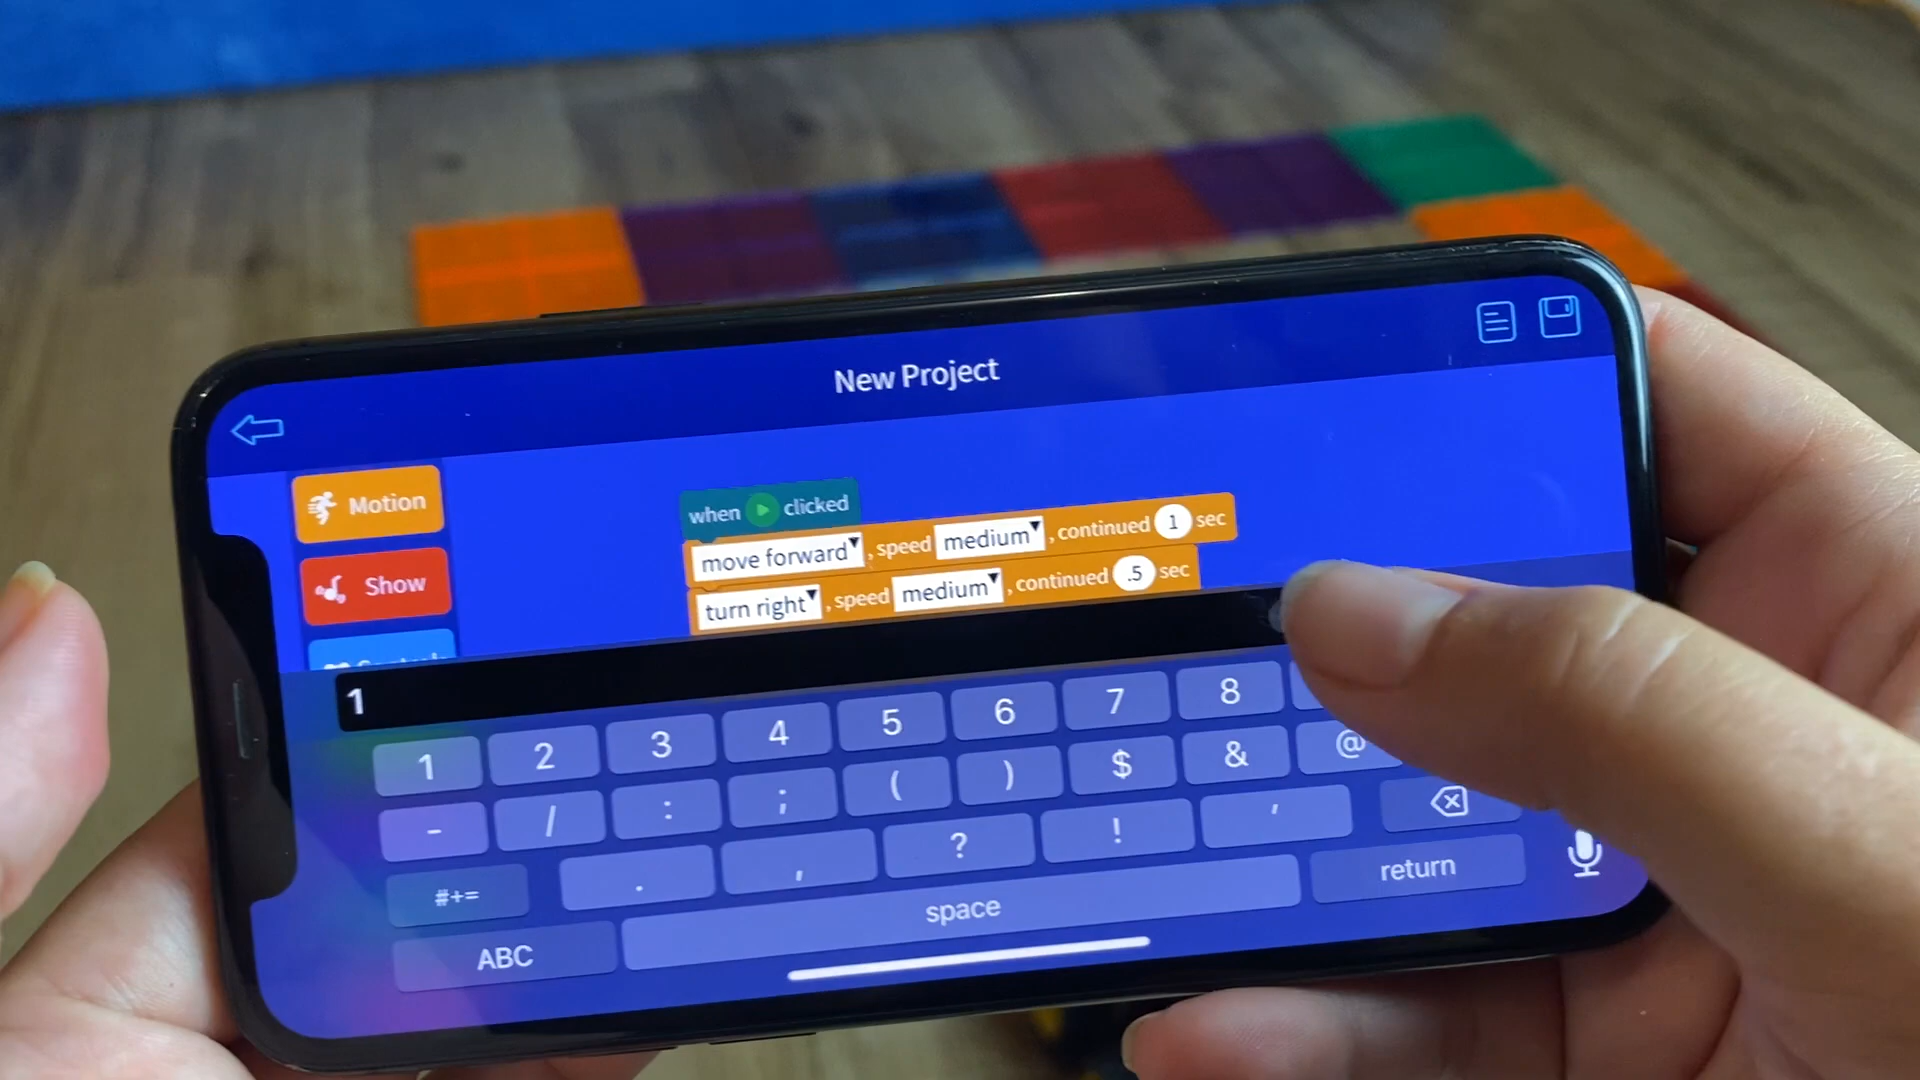 New Project
Motion
Show
when clicked
move forward , speed medium , continued 1 sec
turn right , speed medium , continued .5 sec
1
1 2 3 4 5 6 7 8
- / : ; ( ) $ & @
#+= . , ? ! '
ABC space return